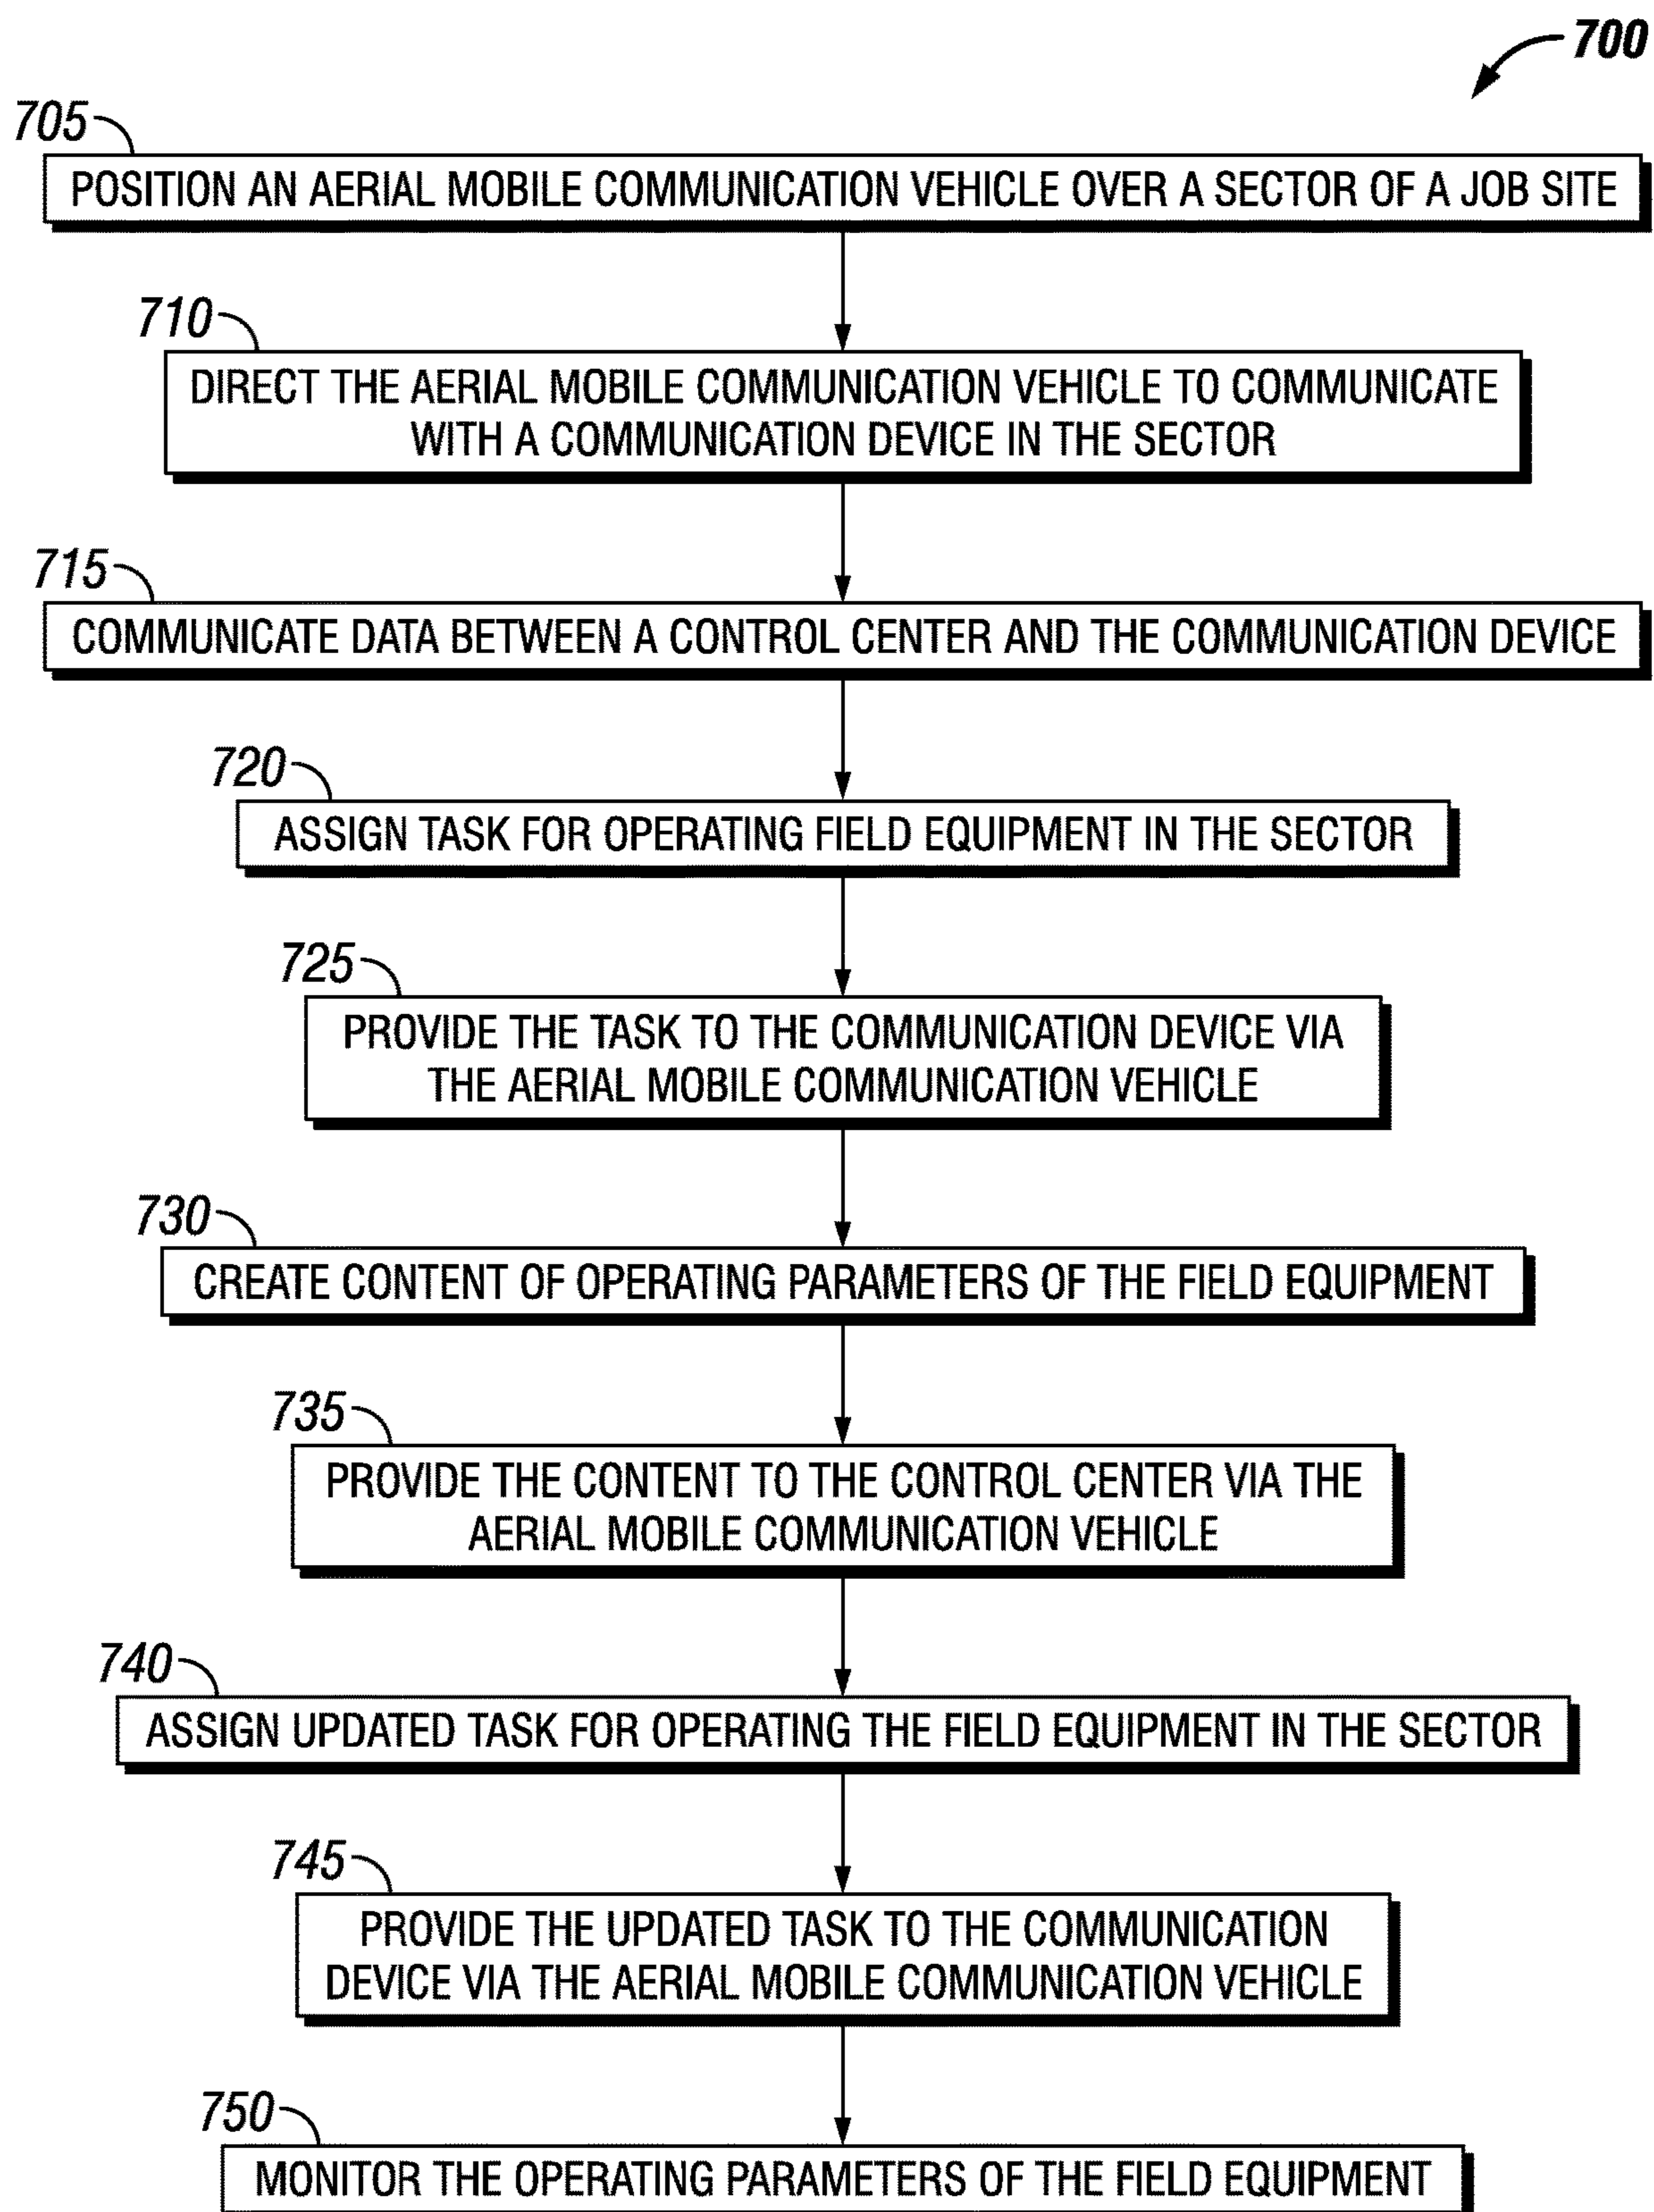 700
705
POSITION AN AERIAL MOBILE COMMUNICATION VEHICLE OVER A SECTOR OF A JOB SITE
710
DIRECT THE AERIAL MOBILE COMMUNICATION VEHICLE TO COMMUNICATE
WITH A COMMUNICATION DEVICE IN THE SECTOR
715
COMMUNICATE DATA BETWEEN A CONTROL CENTER AND THE COMMUNICATION DEVICE
720
ASSIGN TASK FOR OPERATING FIELD EQUIPMENT IN THE SECTOR
725
PROVIDE THE TASK TO THE COMMUNICATION DEVICE VIA
THE AERIAL MOBILE COMMUNICATION VEHICLE
730
CREATE CONTENT OF OPERATING PARAMETERS OF THE FIELD EQUIPMENT
735
PROVIDE THE CONTENT TO THE CONTROL CENTER VIA THE
AERIAL MOBILE COMMUNICATION VEHICLE
740
ASSIGN UPDATED TASK FOR OPERATING THE FIELD EQUIPMENT IN THE SECTOR
745
PROVIDE THE UPDATED TASK TO THE COMMUNICATION
DEVICE VIA THE AERIAL MOBILE COMMUNICATION VEHICLE
750
MONITOR THE OPERATING PARAMETERS OF THE FIELD EQUIPMENT